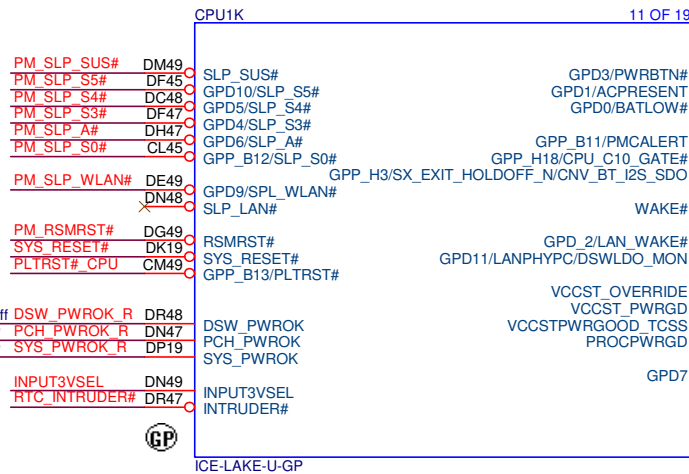 CPU1K 11 OF 19
PM_SLP_SUS# DM49 SLP_SUS# GPD3/PWRBTN#
PM_SLP_S5# DF45 GPD10/SLP_S5# GPD1/ACPRESENT
PM_SLP_S4# DC48 GPD5/SLP_S4# GPD0/BATLOW#
PM_SLP_S3# DF47 GPD4/SLP_S3#
PM_SLP_A# DH47 GPD6/SLP_A# GPP_B11/PMCALERT
PM_SLP_S0# CL45 GPP_B12/SLP_S0# GPP_H18/CPU_C10_GATE#
GPP_H3/SX_EXIT_HOLDOFF_N/CNV_BT_I2S_SDO
PM_SLP_WLAN# DE49 GPD9/SPL_WLAN#
DN48 SLP_LAN# WAKE#
PM_RSMRST# DG49 RSMRST# GPD_2/LAN_WAKE#
SYS_RESET# DK19 SYS_RESET# GPD11/LANPHYPC/DSWLDO_MON
PLTRST#_CPU CM49 GPP_B13/PLTRST#
VCCST_OVERRIDE
VCCST_PWRGD
ff DSW_PWROK_R DR48 DSW_PWROK VCCSTPWRGOOD_TCSS
PCH_PWROK_R DN47 PCH_PWROK PROCPWRGD
SYS_PWROK_R DP19 SYS_PWROK
GPD7
INPUT3VSEL DN49 INPUT3VSEL
RTC_INTRUDER# DR47 INTRUDER#
GP
ICE-LAKE-U-GP